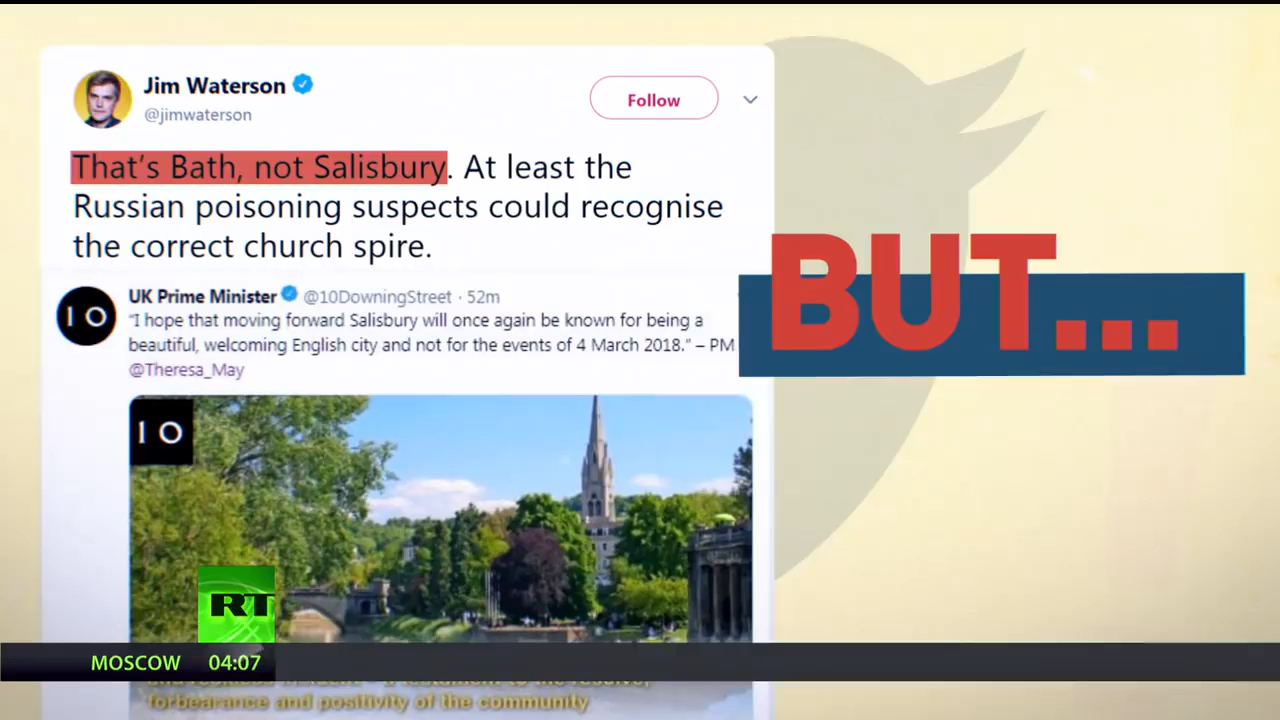 Jim Waterson
@jimwaterson
Follow
That's Bath, not Salisbury. At least the
Russian poisoning suspects could recognise
the correct church spire.
UK Prime Minister @10DowningStreet · 52m
"I hope that moving forward Salisbury will once again be known for being a
beautiful, welcoming English city and not for the events of 4 March 2018." – PM
@Theresa_May
10
10
BUT...
RT
MOSCOW 04:07
forbearance and positivity of the community